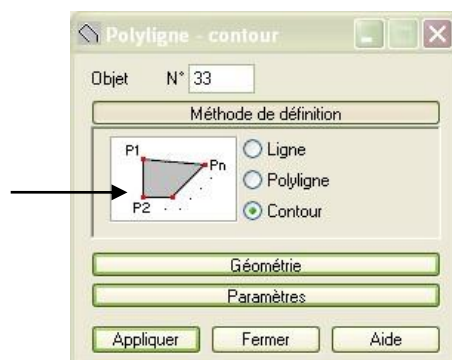 Polyligne - contour
Objet N° 33
Méthode de définition
P1
Pn
P2
Ligne
Polyligne
Contour
Géométrie
Paramètres
Appliquer Fermer Aide